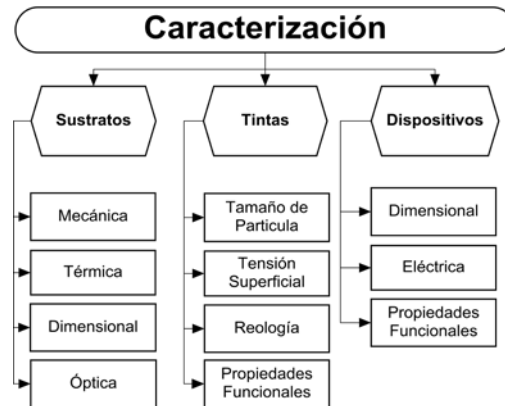 Caracterización
Sustratos
Tintas
Dispositivos
Mecánica
Térmica
Dimensional
Óptica
Tamaño de
Particula
Tensión
Superficial
Reología
Propiedades
Funcionales
Dimensional
Eléctrica
Propiedades
Funcionales